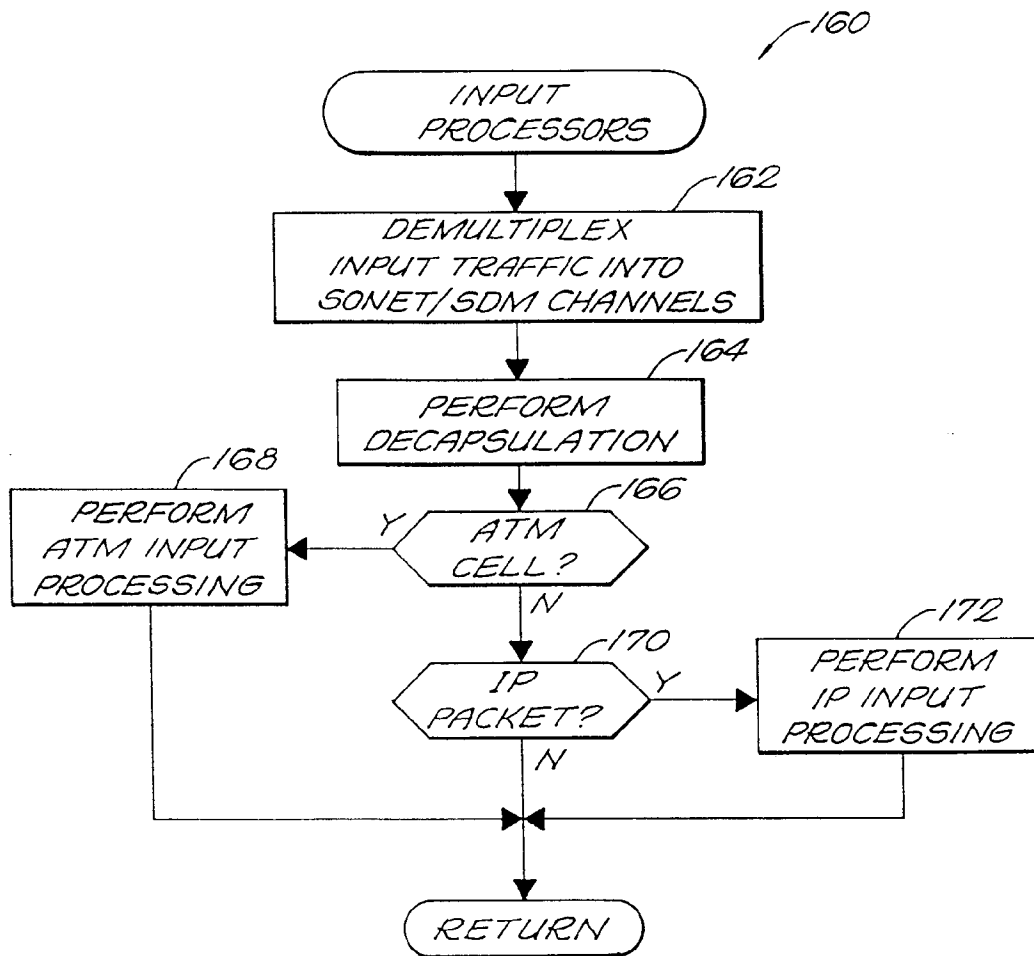 160
INPUT
PROCESSORS
162
DEMULTIPLEX
INPUT TRAFFIC INTO
SONET/SDM CHANNELS
164
PERFORM
DECAPSULATION
166
ATM
CELL?
Y
N
168
PERFORM
ATM INPUT
PROCESSING
170
IP
PACKET?
Y
N
172
PERFORM
IP INPUT
PROCESSING
RETURN